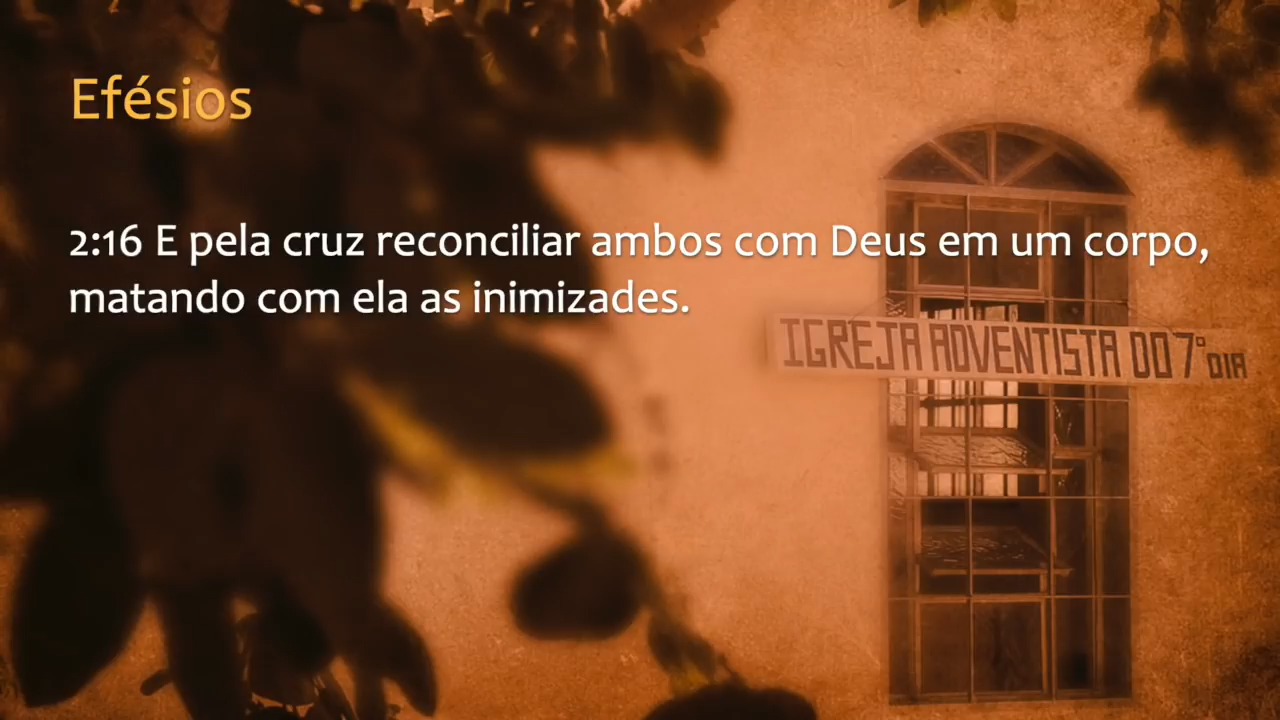 Efésios
2:16 E pela cruz reconciliar ambos com Deus em um corpo,
matando com ela as inimizades.
IGREJA ADVENTISTA DO 7° DIA